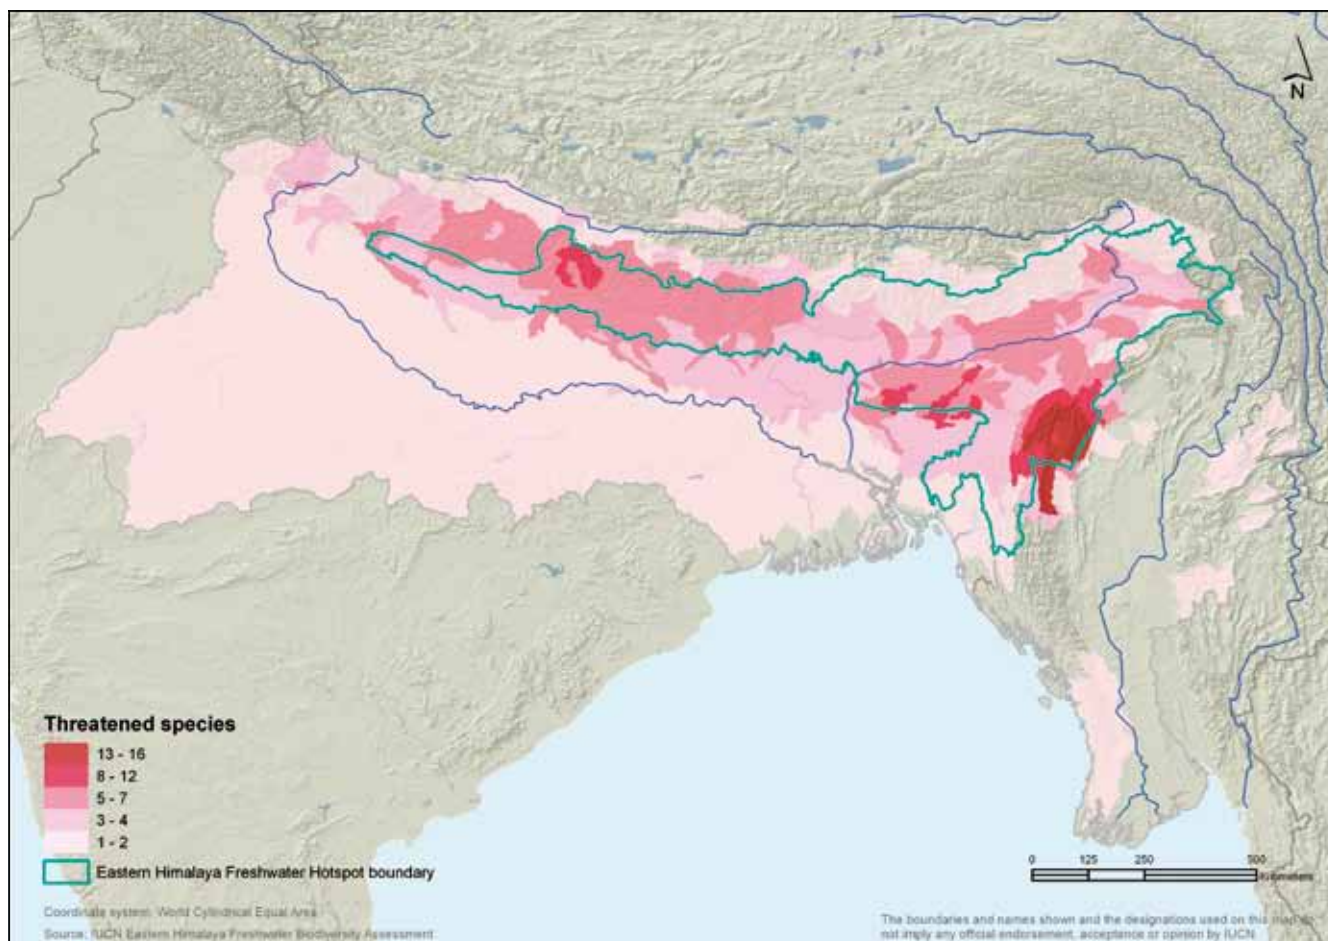 N
Threatened species
13 - 16
8 - 12
5 - 7
3 - 4
1 - 2
Eastern Himalaya Freshwater Hotspot boundary
0 125 250 500
Kilometers
Coordinate system: World Cylindrical Equal Area
Source: IUCN Eastern Himalaya Freshwater Biodiversity Assessment
The boundaries and names shown and the designations used on this map do
not imply any official endorsement, acceptance or opinion by IUCN